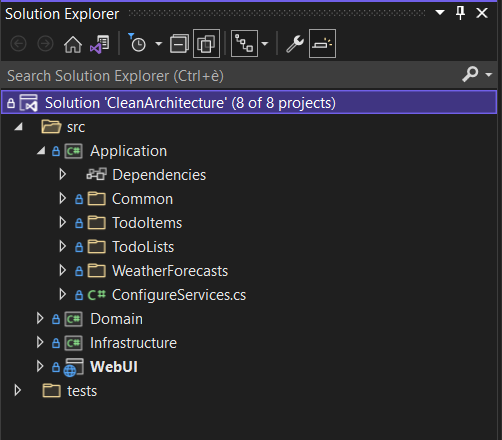 Solution Explorer
Search Solution Explorer (Ctrl+è)
Solution 'CleanArchitecture' (8 of 8 projects)
src
C# Application
Dependencies
Common
TodoItems
TodoLists
WeatherForecasts
C# ConfigureServices.cs
C# Domain
C# Infrastructure
WebUI
tests